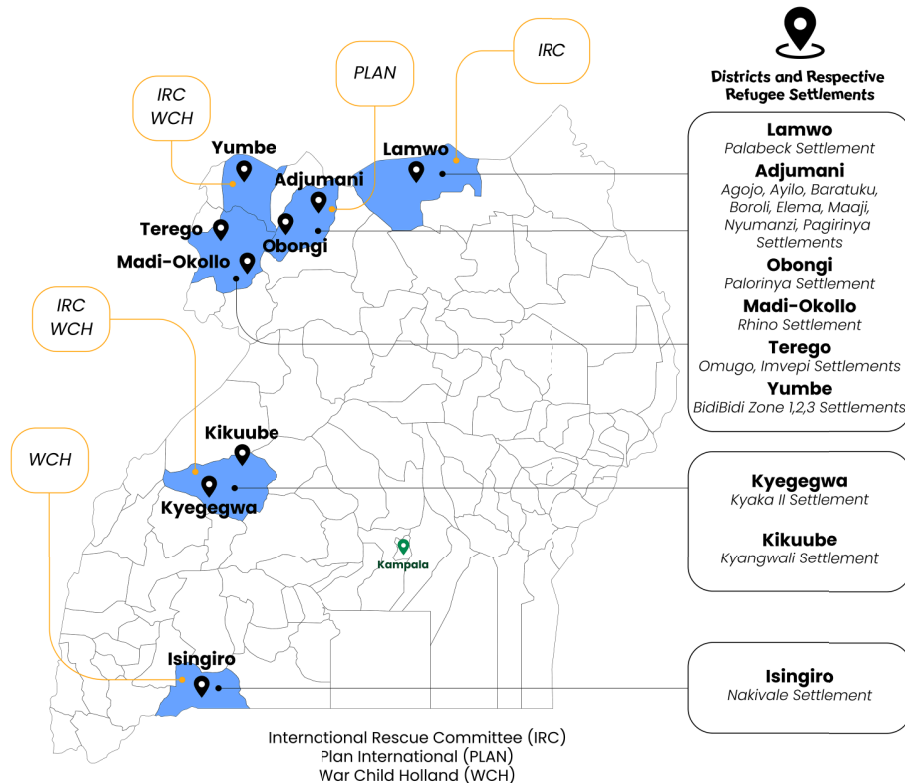 IRC
PLAN
IRC
WCH
Yumbe
Lamwo
Adjumani
Terego
Obongi
Madi-Okollo
IRC
WCH
Kikuube
WCH
Kyegegwa
Kampala
Isingiro
Districts and Respective
Refugee Settlements
Lamwo
Palabeck Settlement
Adjumani
Agojo, Ayilo, Baratuku,
Boroli, Elema, Maaji,
Nyumanzi, Pagirinya
Settlements
Obongi
Palorinya Settlement
Madi-Okollo
Rhino Settlement
Terego
Omugo, Imvepi Settlements
Yumbe
BidiBidi Zone 1,2,3 Settlements
Kyegegwa
Kyaka II Settlement
Kikuube
Kyangwali Settlement
Isingiro
Nakivale Settlement
International Rescue Committee (IRC)
Plan International (PLAN)
War Child Holland (WCH)